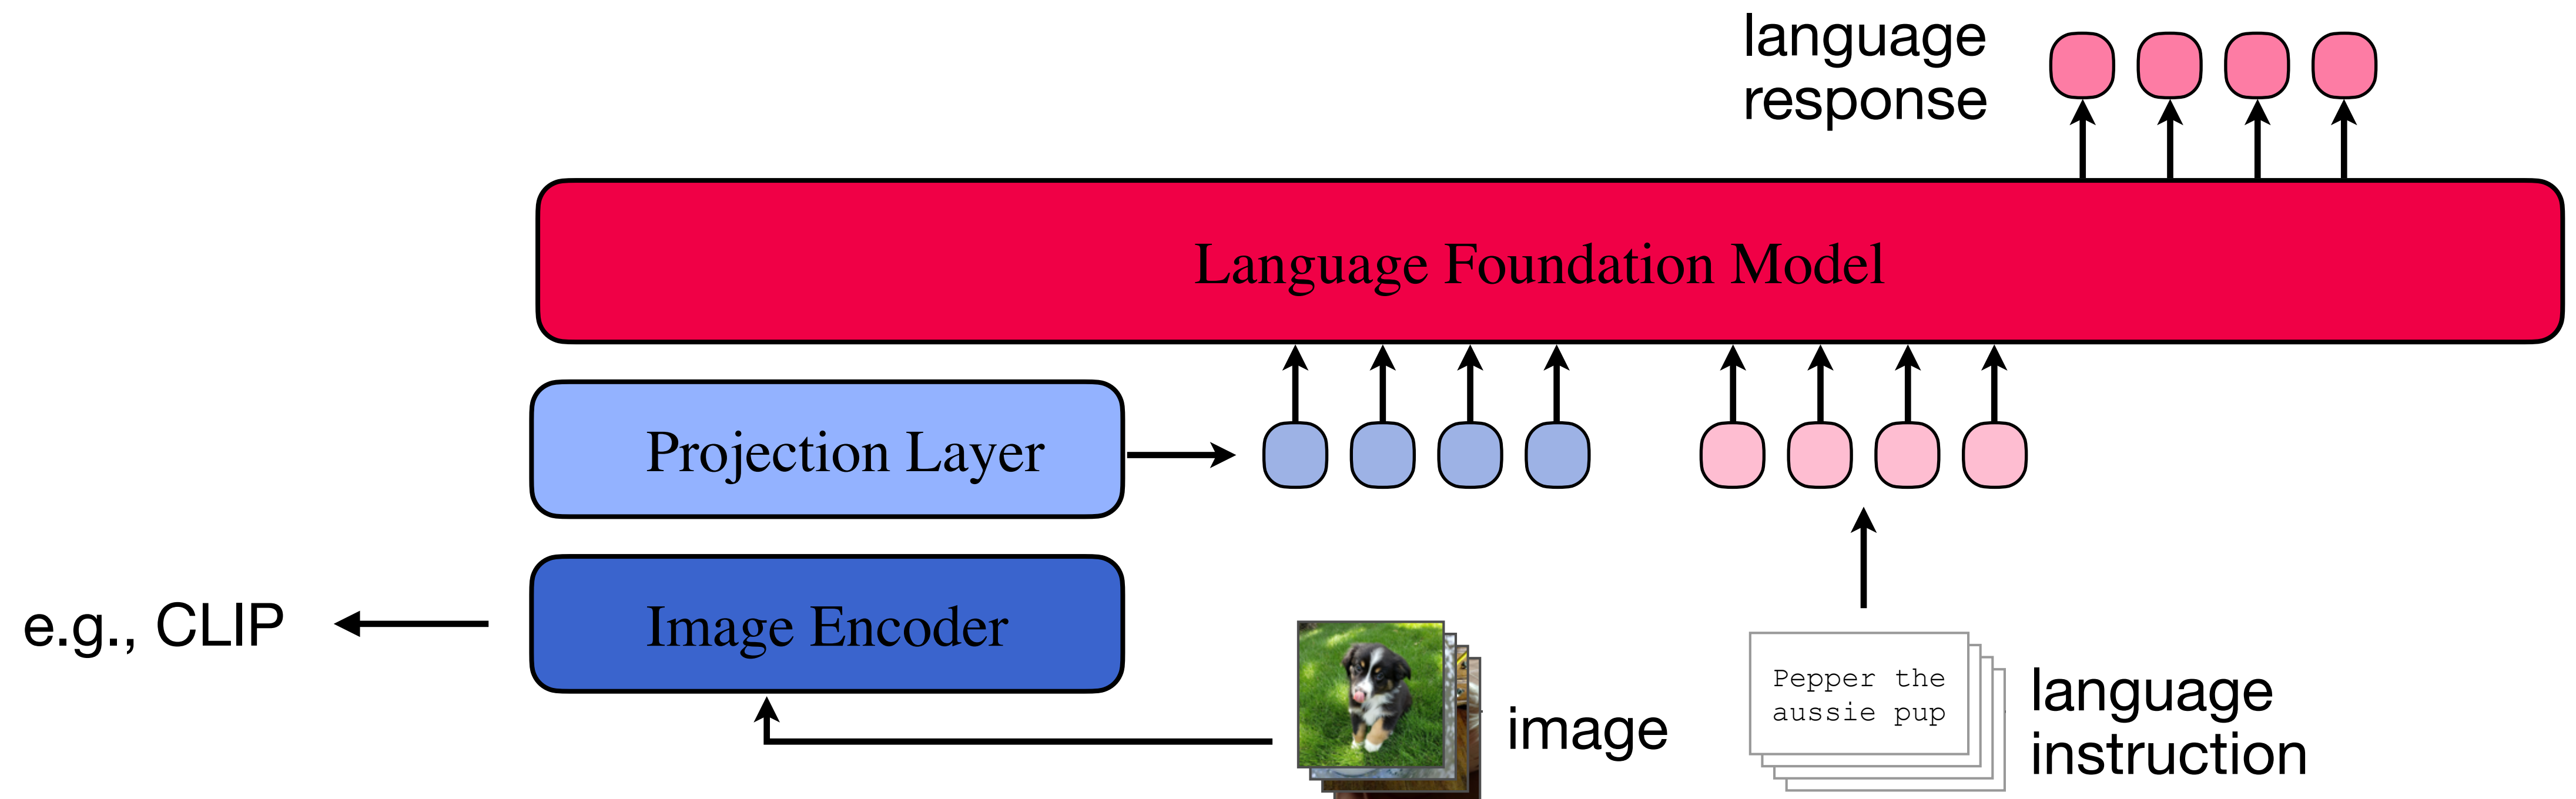 language
response
Language Foundation Model
Projection Layer
e.g., CLIP
Image Encoder
image
Pepper the
aussie pup
language
instruction